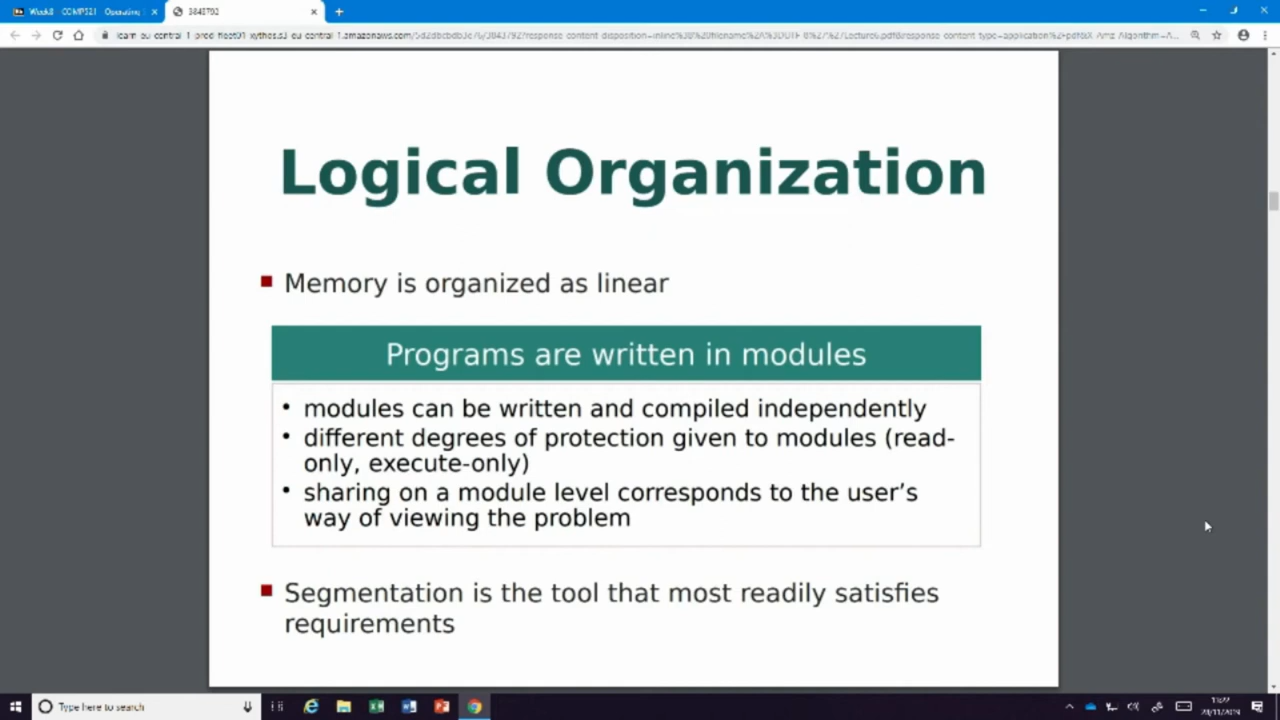 3843792
Logical Organization
Memory is organized as linear
Programs are written in modules
• modules can be written and compiled independently
• different degrees of protection given to modules (read-
only, execute-only)
• sharing on a module level corresponds to the user's
way of viewing the problem
Segmentation is the tool that most readily satisfies
requirements
Type here to search